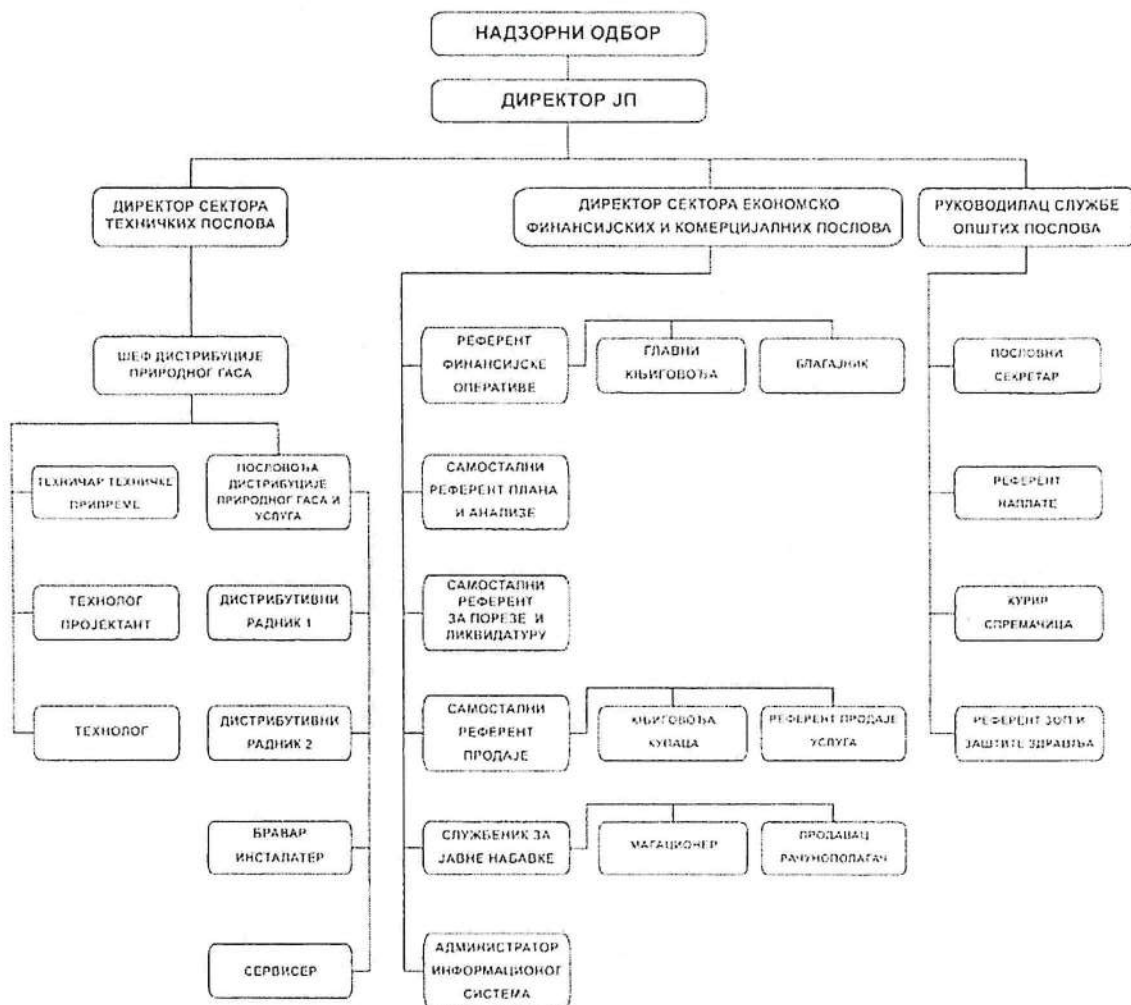 НАДЗОРНИ ОДБОР
ДИРЕКТОР ЈП
ДИРЕКТОР СЕКТОРА
ТЕХНИЧКИХ ПОСЛОВА
ДИРЕКТОР СЕКТОРА ЕКОНОМСКО
ФИНАНСИЈСКИХ И КОМЕРЦИЈАЛНИХ ПОСЛОВА
РУКОВОДИЛАЦ СЛУЖБЕ
ОПШТИХ ПОСЛОВА
ШЕФ ДИСТРИБУЦИЈЕ
ПРИРОДНОГ ГАСА
ТЕХНИЧАР ТЕХНИЧКЕ
ПРИПРЕМЕ
ПОСЛОВОЂА
ДИСТРИБУЦИЈЕ
ПРИРОДНОГ ГАСА И
УСЛУГА
ТЕХНОЛОГ
ПРОЈЕКТАНТ
ДИСТРИБУТИВНИ
РАДНИК 1
ТЕХНОЛОГ
ДИСТРИБУТИВНИ
РАДНИК 2
БРАВАР
ИНСТАЛАТЕР
СЕРВИСЕР
РЕФЕРЕНТ
ФИНАНСИЈСКЕ
ОПЕРАТИВЕ
ГЛАВНИ
КЊИГОВОЂА
БЛАГАЈНИК
САМОСТАЛНИ
РЕФЕРЕНТ ПЛАНА
И АНАЛИЗЕ
САМОСТАЛНИ
РЕФЕРЕНТ
ЗА ПОРЕЗЕ И
ЛИКВИДАТУРУ
САМОСТАЛНИ
РЕФЕРЕНТ
ПРОДАЈЕ
КЊИГОВОЂА
КУПАЦА
РЕФЕРЕНТ ПРОДАЈЕ
УСЛУГА
СЛУЖБЕНИК ЗА
ЈАВНЕ НАБАВКЕ
МАГАЦИОНЕР
ПРОДАВАЦ
РАЧУНОПОЛАГАЧ
АДМИНИСТРАТОР
ИНФОРМАЦИОНОГ
СИСТЕМА
ПОСЛОВНИ
СЕКРЕТАР
РЕФЕРЕНТ
НАПЛАТЕ
КУРИР
СПРЕМАЧИЦА
РЕФЕРЕНТ ЗОП И
ЗАШТИТЕ ЗДРАВЉА